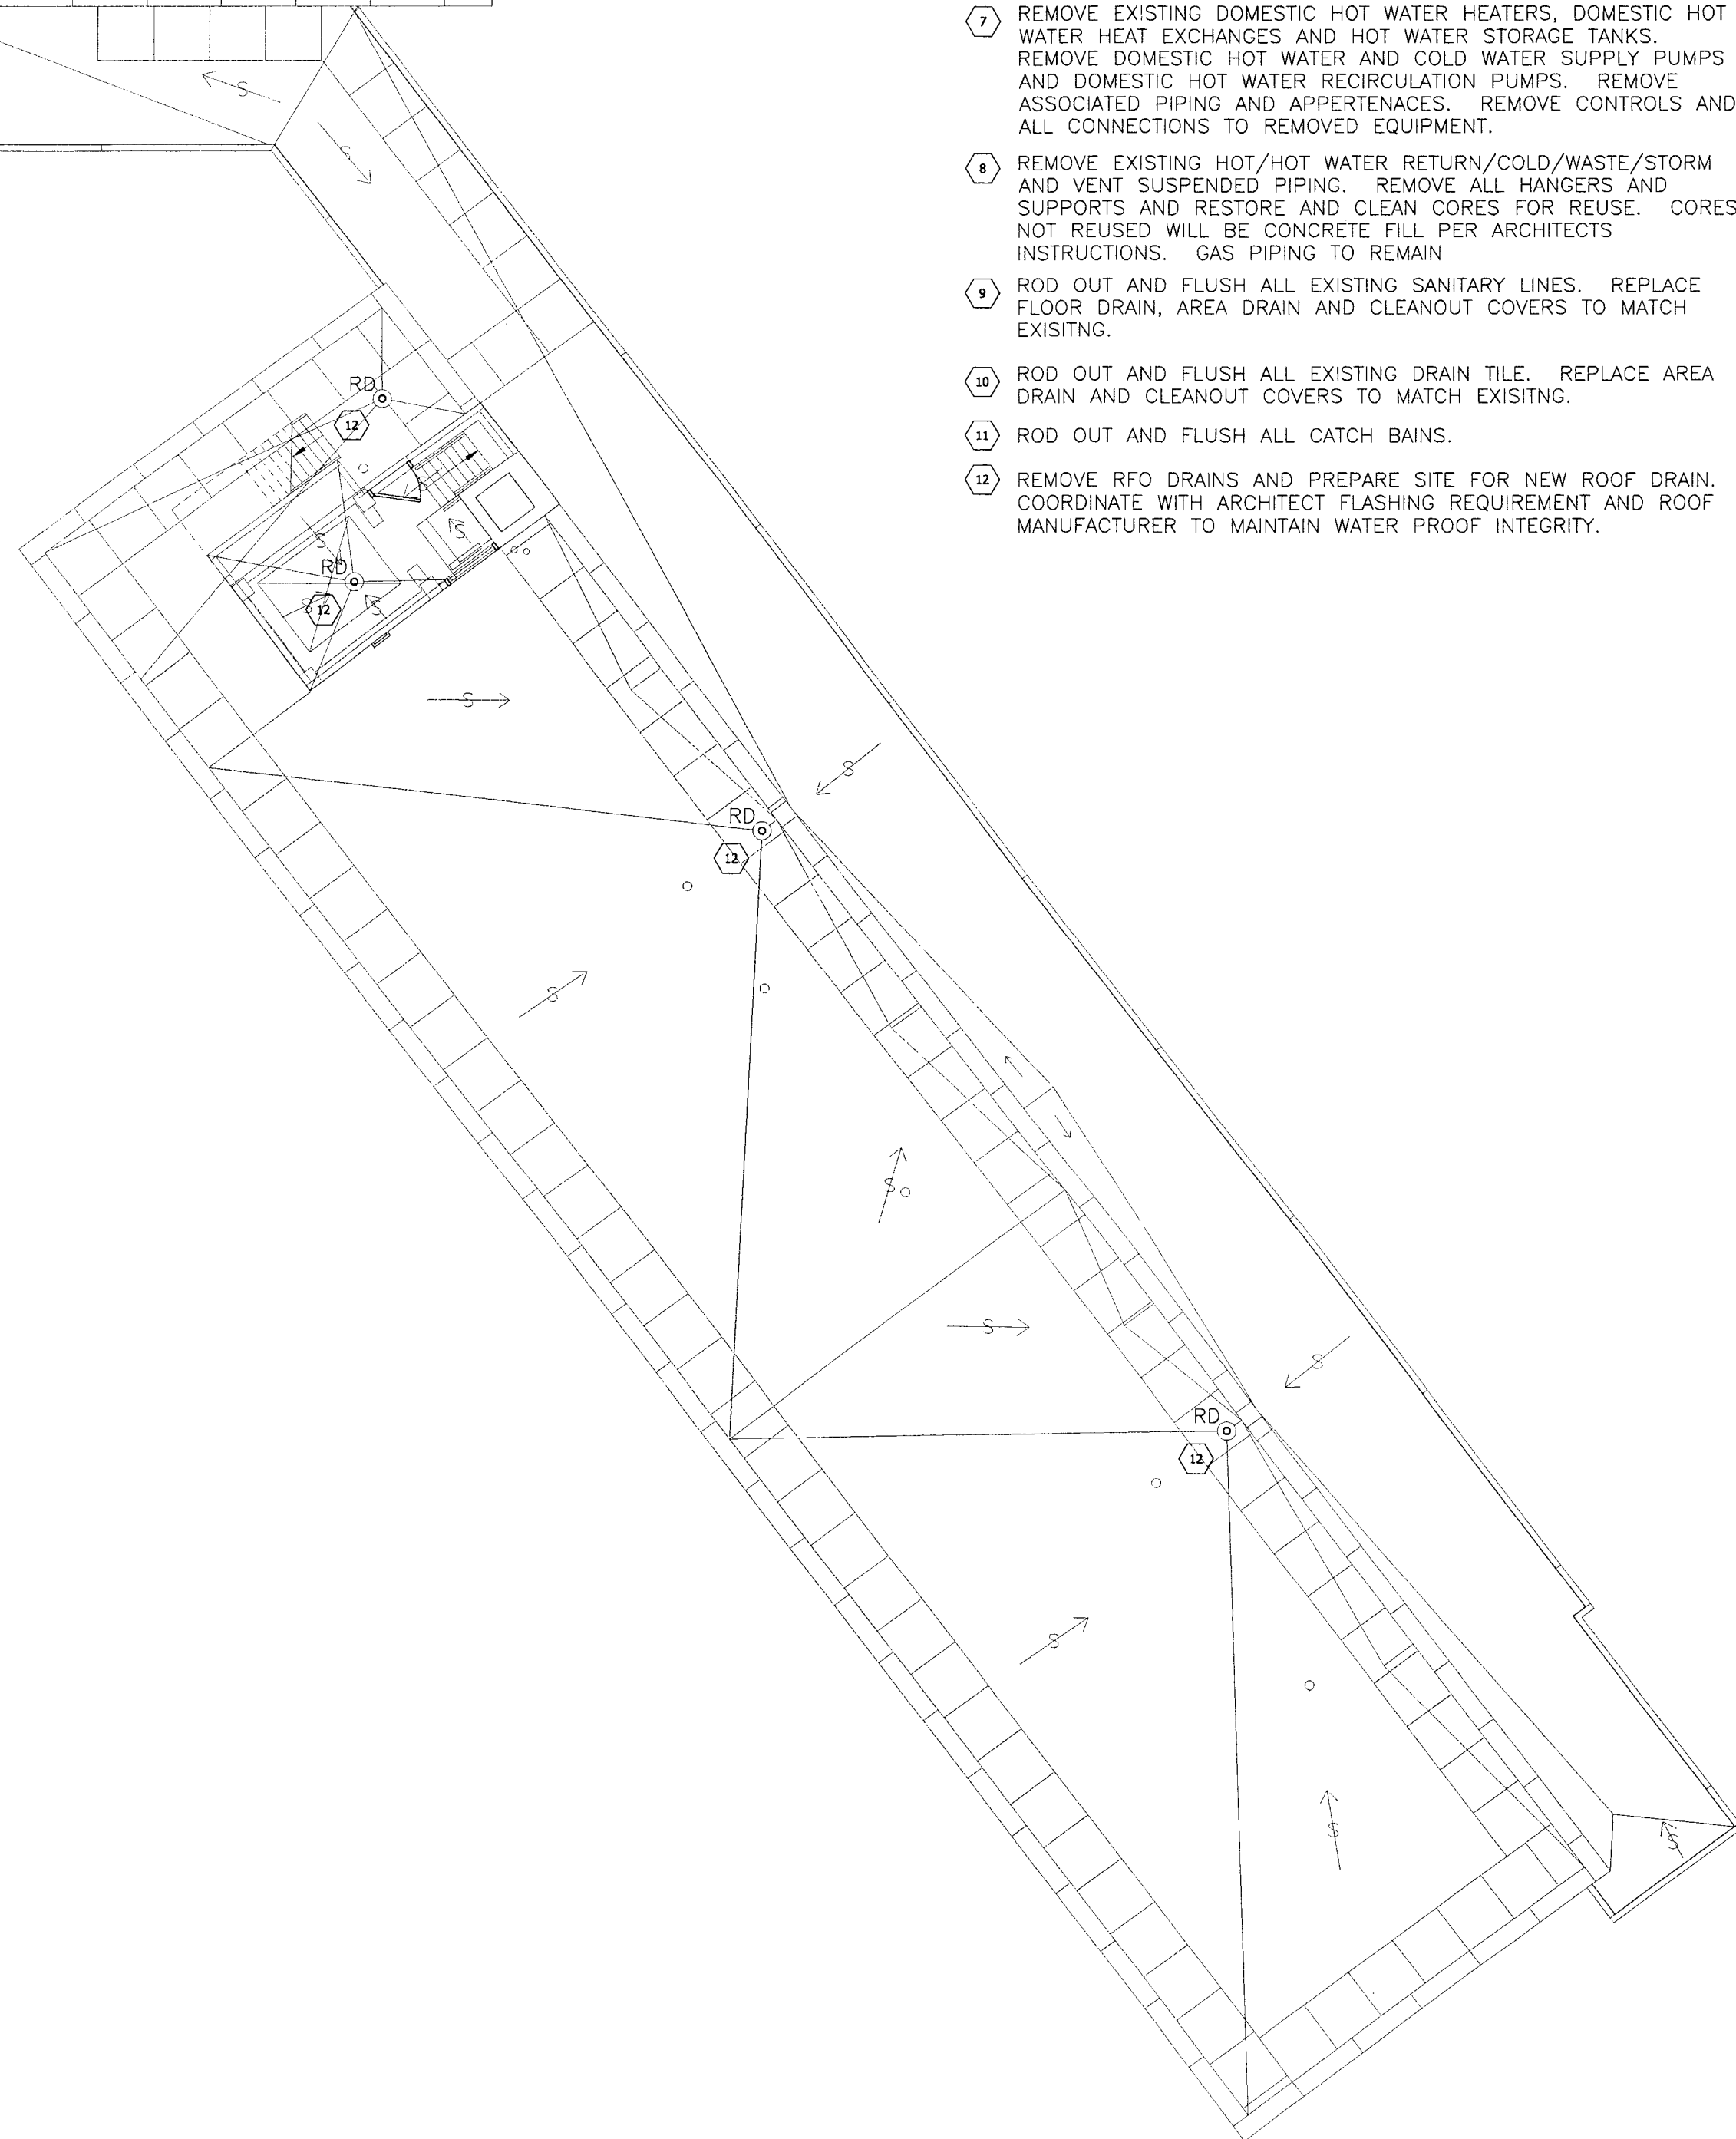 7 REMOVE EXISTING DOMESTIC HOT WATER HEATERS, DOMESTIC HOT
WATER HEAT EXCHANGES AND HOT WATER STORAGE TANKS.
REMOVE DOMESTIC HOT WATER AND COLD WATER SUPPLY PUMPS
AND DOMESTIC HOT WATER RECIRCULATION PUMPS. REMOVE
ASSOCIATED PIPING AND APPERTENACES. REMOVE CONTROLS AND
ALL CONNECTIONS TO REMOVED EQUIPMENT.
8 REMOVE EXISTING HOT/HOT WATER RETURN/COLD/WASTE/STORM
AND VENT SUSPENDED PIPING. REMOVE ALL HANGERS AND
SUPPORTS AND RESTORE AND CLEAN CORES FOR REUSE. CORES
NOT REUSED WILL BE CONCRETE FILL PER ARCHITECTS
INSTRUCTIONS. GAS PIPING TO REMAIN
9 ROD OUT AND FLUSH ALL EXISTING SANITARY LINES. REPLACE
FLOOR DRAIN, AREA DRAIN AND CLEANOUT COVERS TO MATCH
EXISITNG.
10 ROD OUT AND FLUSH ALL EXISTING DRAIN TILE. REPLACE AREA
DRAIN AND CLEANOUT COVERS TO MATCH EXISITNG.
11 ROD OUT AND FLUSH ALL CATCH BAINS.
12 REMOVE RFO DRAINS AND PREPARE SITE FOR NEW ROOF DRAIN.
COORDINATE WITH ARCHITECT FLASHING REQUIREMENT AND ROOF
MANUFACTURER TO MAINTAIN WATER PROOF INTEGRITY.
S
S
RD
12
S
S
S
RD
S
12
S
S
S
RD
12
S
S
S
S
RD
12
S
S
S